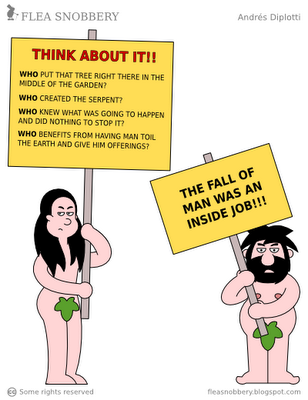 FLEA SNOBBERY
Andrés Diplotti
THINK ABOUT IT!!
WHO PUT THAT TREE RIGHT THERE IN THE
MIDDLE OF THE GARDEN?
WHO CREATED THE SERPENT?
WHO KNEW WHAT WAS GOING TO HAPPEN
AND DID NOTHING TO STOP IT?
WHO BENEFITS FROM HAVING MAN TOIL
THE EARTH AND GIVE HIM OFFERINGS?
THE FALL OF
MAN WAS AN
INSIDE JOB!!!
cc Some rights reserved
fleasnobbery.blogspot.com